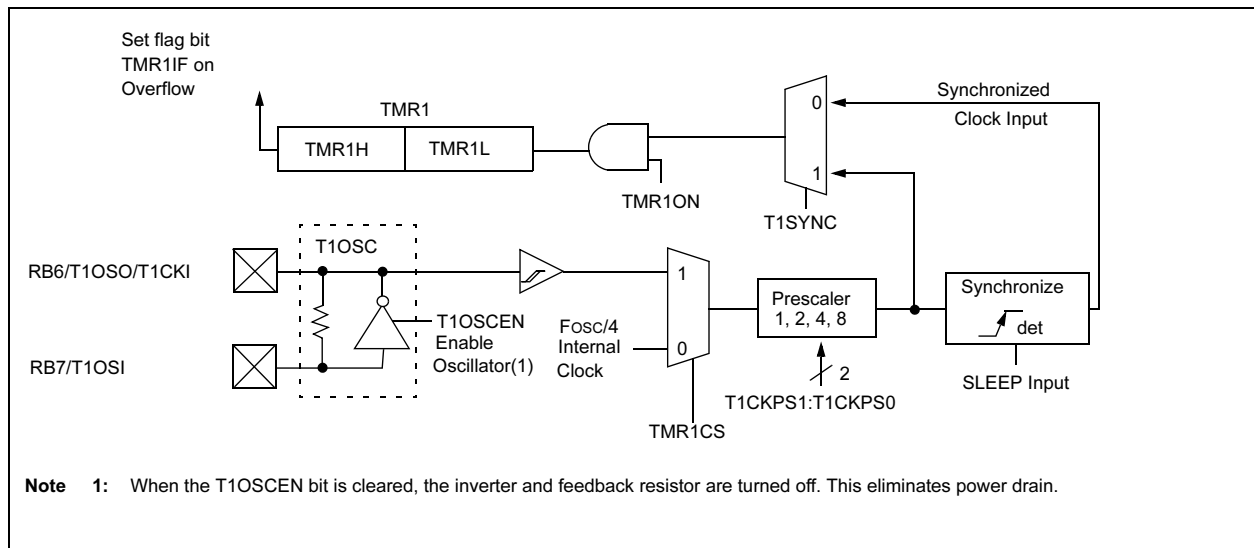 Set flag bit
TMR1IF on
Overflow
TMR1
TMR1H
TMR1L
TMR1ON
0
1
T1SYNC
Synchronized
Clock Input
T1OSC
RB6/T1OSO/T1CKI
RB7/T1OSI
T1OSCEN
Enable
Oscillator(1)
FOSC/4
Internal
Clock
1
0
TMR1CS
Prescaler
1, 2, 4, 8
2
T1CKPS1:T1CKPS0
Synchronize
det
SLEEP Input
Note 1: When the T1OSCEN bit is cleared, the inverter and feedback resistor are turned off. This eliminates power drain.